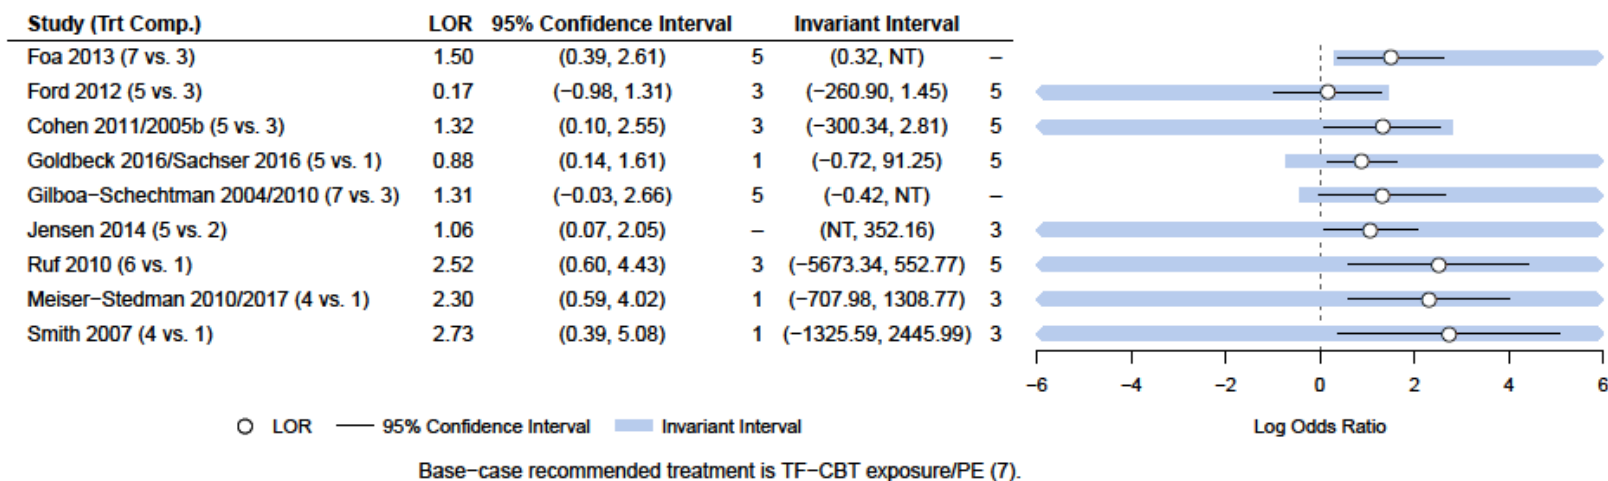 Study (Trt Comp.) LOR 95% Confidence Interval Invariant Interval
Foa 2013 (7 vs. 3) 1.50 (0.39, 2.61) 5 (0.32, NT) –
Ford 2012 (5 vs. 3) 0.17 (−0.98, 1.31) 3 (−260.90, 1.45) 5
Cohen 2011/2005b (5 vs. 3) 1.32 (0.10, 2.55) 3 (−300.34, 2.81) 5
Goldbeck 2016/Sachser 2016 (5 vs. 1) 0.88 (0.14, 1.61) 1 (−0.72, 91.25) 5
Gilboa−Schechtman 2004/2010 (7 vs. 3) 1.31 (−0.03, 2.66) 5 (−0.42, NT) –
Jensen 2014 (5 vs. 2) 1.06 (0.07, 2.05) – (NT, 352.16) 3
Ruf 2010 (6 vs. 1) 2.52 (0.60, 4.43) 3 (−5673.34, 552.77) 5
Meiser−Stedman 2010/2017 (4 vs. 1) 2.30 (0.59, 4.02) 1 (−707.98, 1308.77) 3
Smith 2007 (4 vs. 1) 2.73 (0.39, 5.08) 1 (−1325.59, 2445.99) 3
−6 −4 −2 0 2 4 6
LOR 95% Confidence Interval Invariant Interval Log Odds Ratio
Base−case recommended treatment is TF−CBT exposure/PE (7).